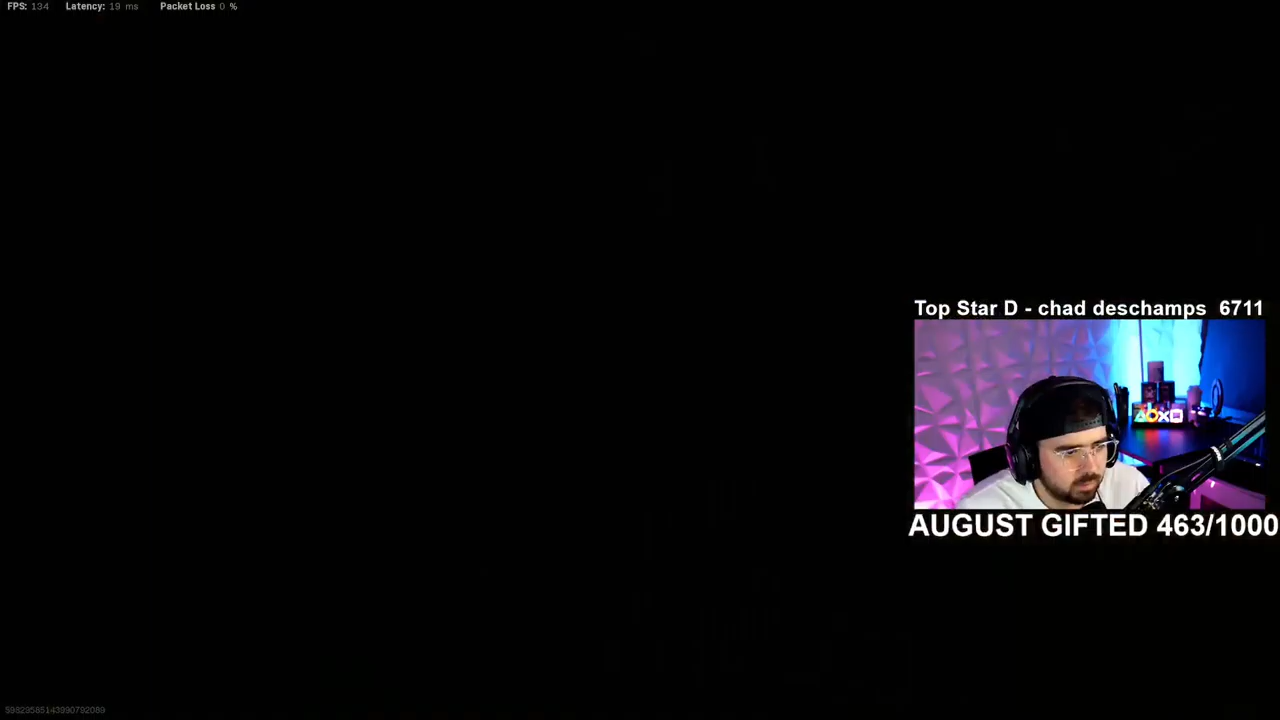 FPS: 134 Latency: 19 ms Packet Loss 0 %
Top Star D - chad deschamps 6711
AUGUST GIFTED 463/1000